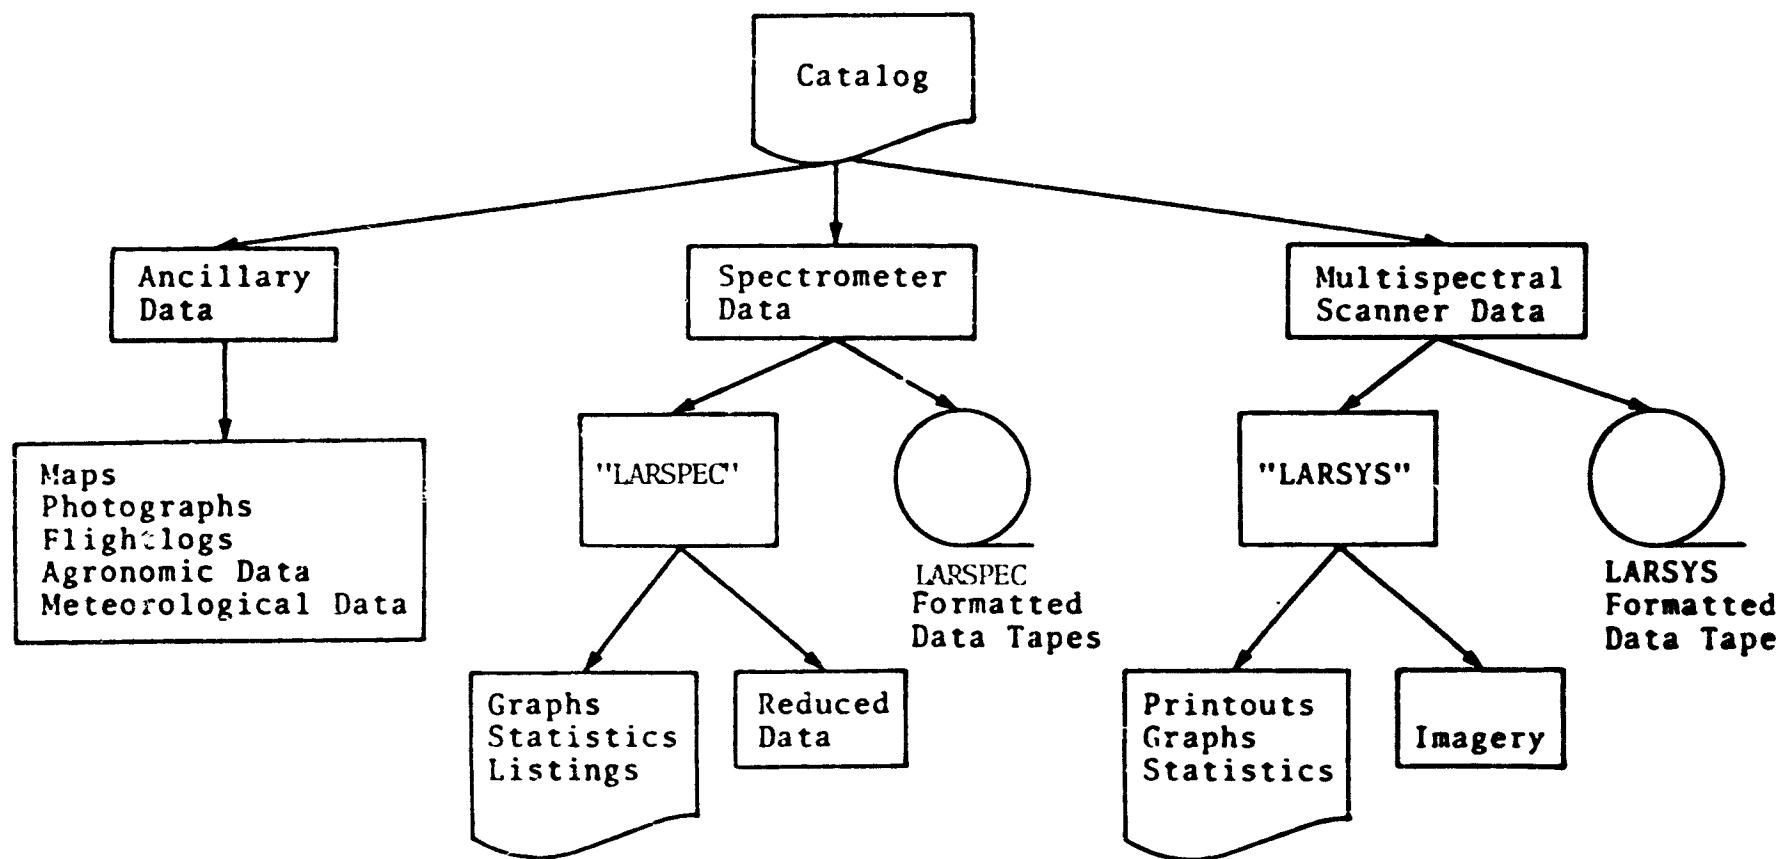 Catalog
Ancillary
Data
Spectrometer
Data
Multispectral
Scanner Data
Maps
Photographs
Flightlogs
Agronomic Data
Meteorological Data
"LARSPEC"
LARSPEC
Formatted
Data Tapes
"LARSYS"
LARSYS
Formatted
Data Tape
Graphs
Statistics
Listings
Reduced
Data
Printouts
Graphs
Statistics
Imagery